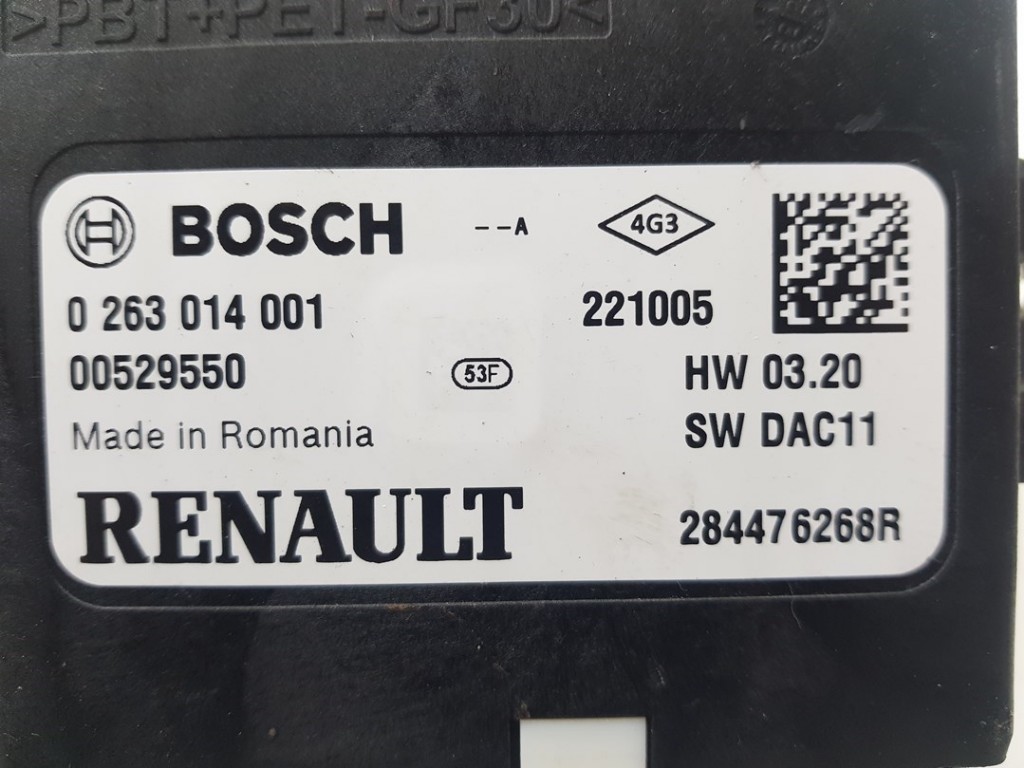 >PBT+PET-GF30<
BOSCH --A 4G3
0 263 014 001 221005
00529550 53F HW 03.20
Made in Romania SW DAC11
RENAULT 284476268R